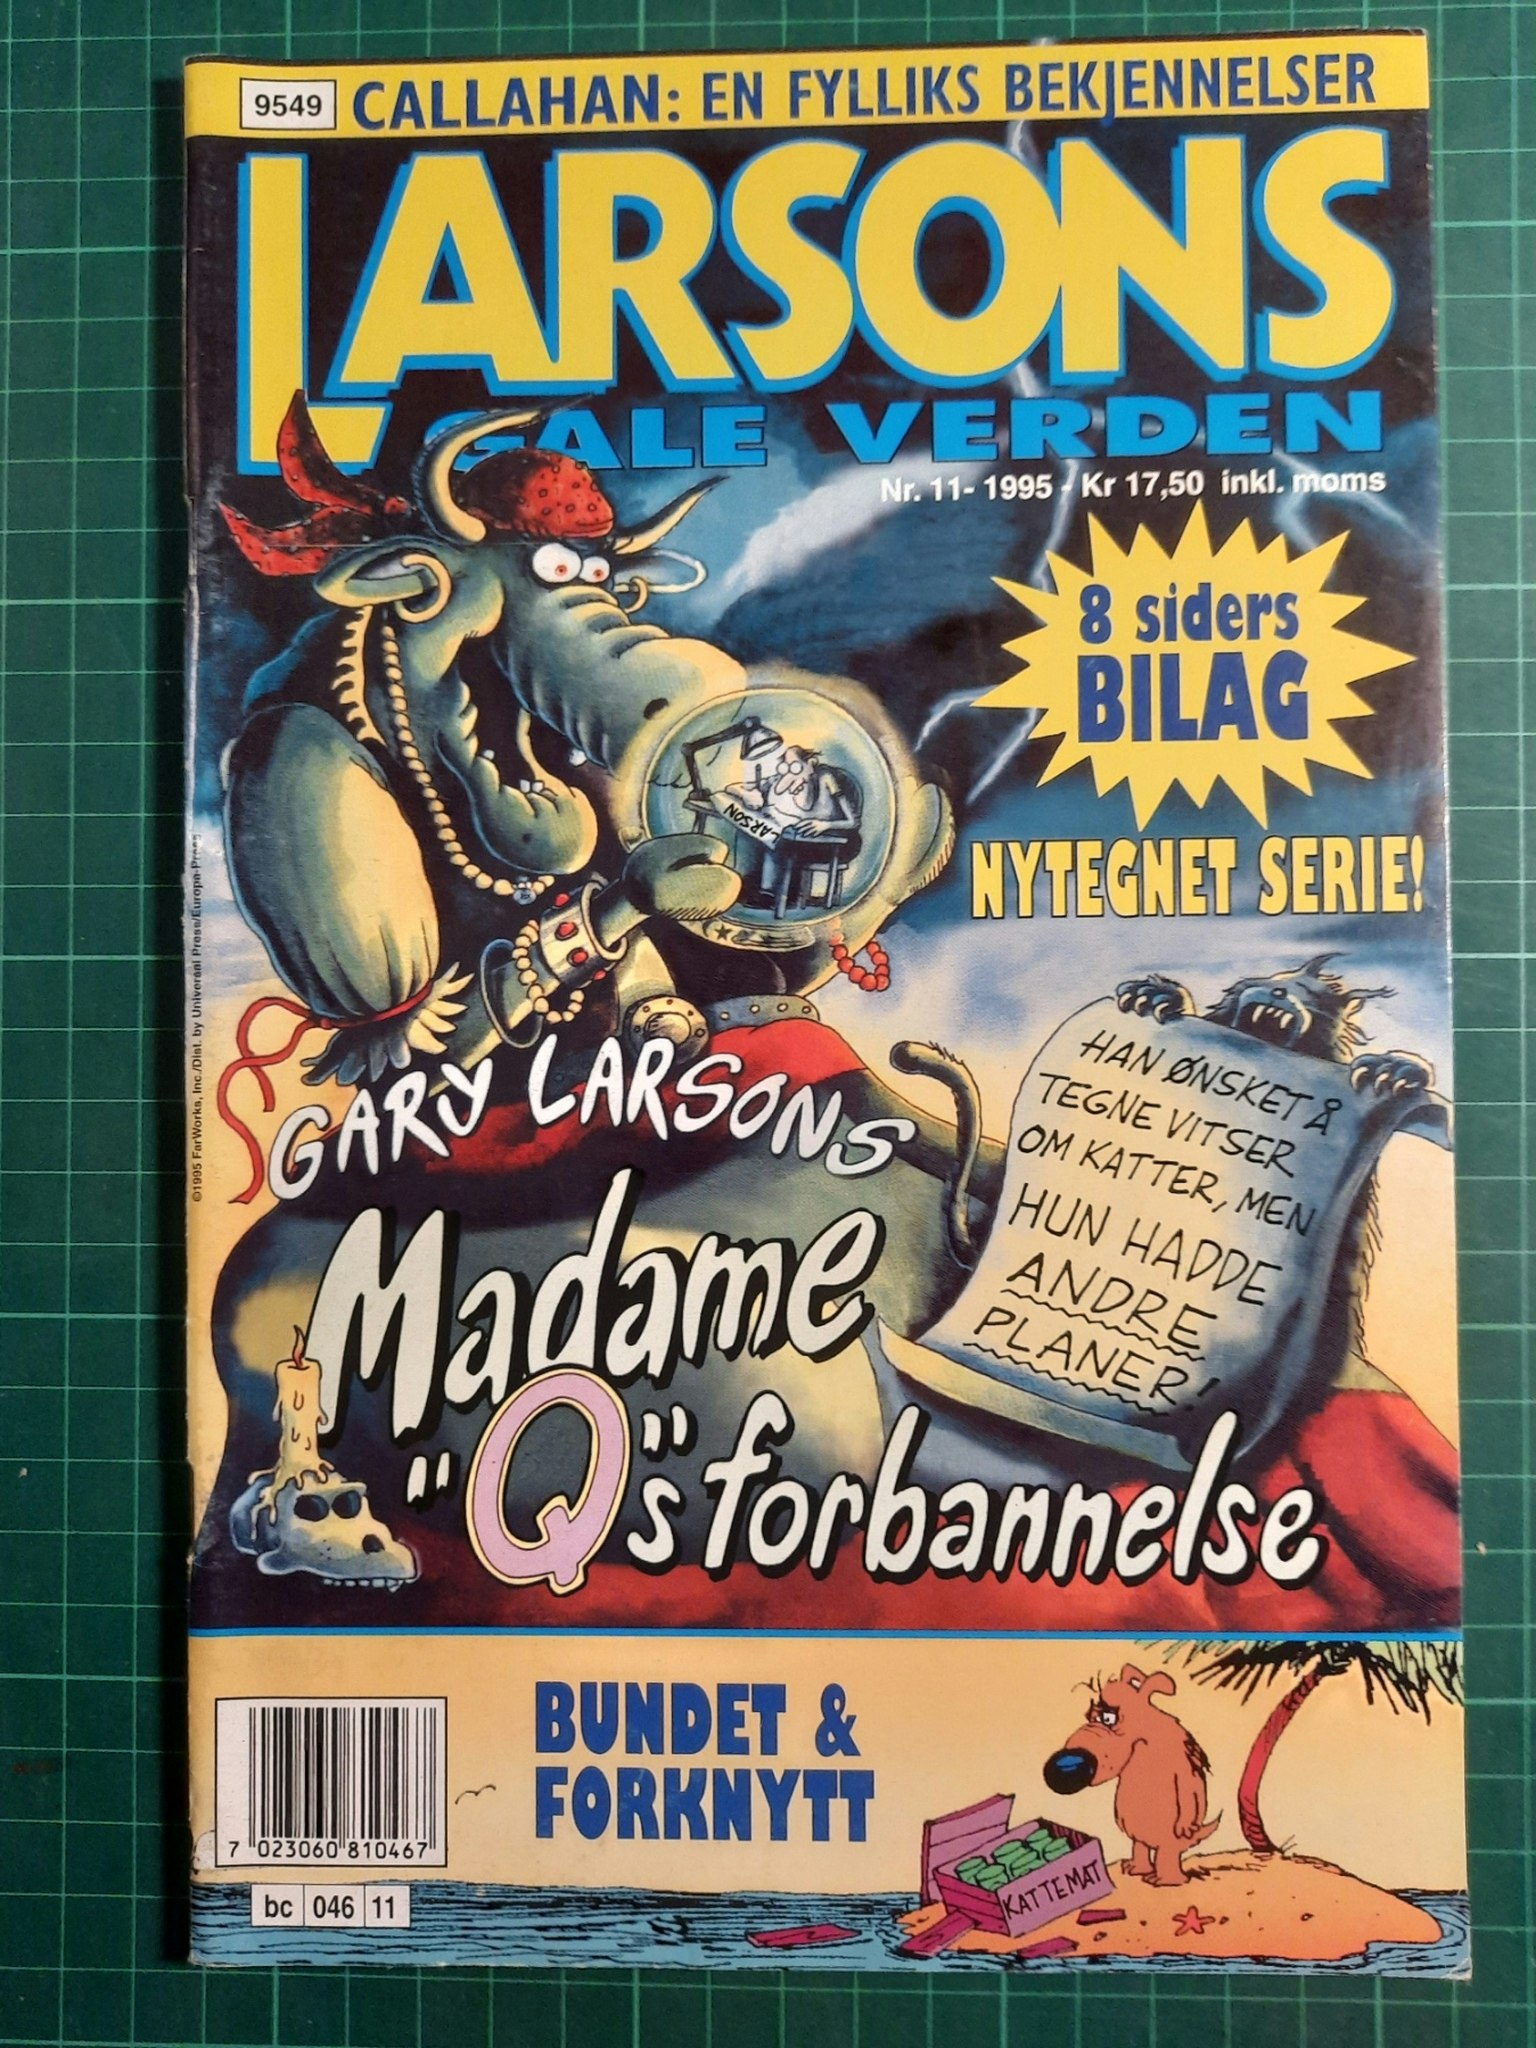 9549 CALLAHAN: EN FYLLIKS BEKJENNELSER
LARSONS
GALE VERDEN
Nr. 11- 1995 - Kr 17,50 inkl. moms
8 siders
BILAG
NYTEGNET SERIE!
LARSON
©1995 FarWorks, Inc./Dist. by Universal Press/Europa-Press
HAN ØNSKET Å
TEGNE VITSER
OM KATTER, MEN
HUN HADDE
ANDRE
PLANER!
GARY LARSONS
Madame
"Q"s forbannelse
BUNDET &
FORKNYTT
KATTEMAT
7 023060 810467
bc 046 11